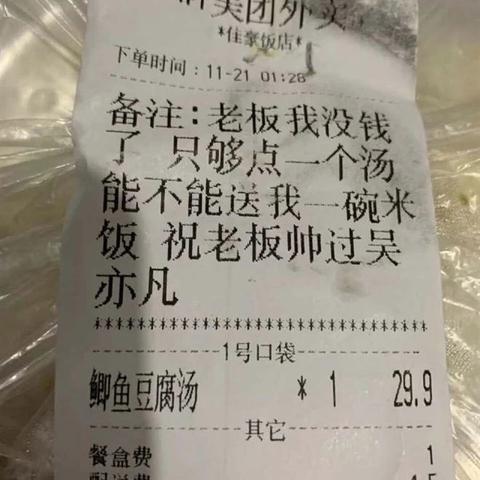 美团外卖
*佳豪饭店*
下单时间：11-21 01:28
备注：老板我没钱
了 只够点一个汤
能不能送我一碗米
饭 祝老板帅过吴
亦凡
********************************
1号口袋
鲫鱼豆腐汤 * 1 29.9
其它
餐盒费 1